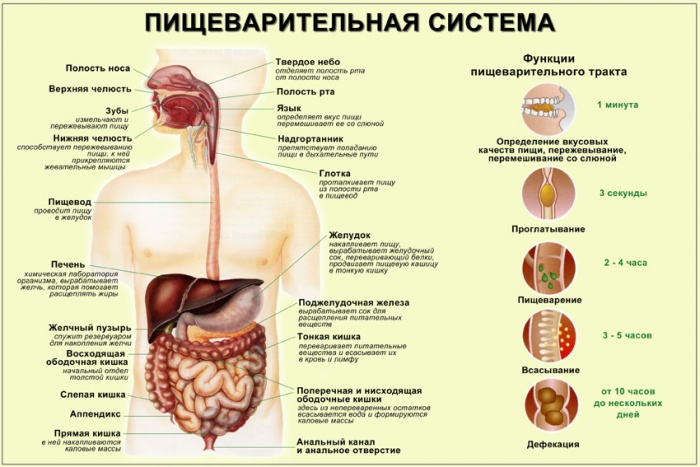 ПИЩЕВАРИТЕЛЬНАЯ СИСТЕМА
Полость носа
Верхняя челюсть
Зубы
измельчают и
пережевывают пищу
Нижняя челюсть
способствует пережевыванию
пищи, к ней
прикрепляются
жевательные мышцы
Пищевод
проводит пищу
в желудок
Печень
химическая лаборатория
организма, вырабатывает
желчь, которая помогает
расщеплять жиры
Желчный пузырь
служит резервуаром
для накопления желчи
Восходящая
ободочная кишка
начальный отдел
толстой кишки
Слепая кишка
Аппендикс
Прямая кишка
в ней накапливаются
каловые массы
Твердое небо
отделяет полость рта
от полости носа
Полость рта
Язык
определяет вкус пищи
перемешивает ее со слюной
Надгортанник
препятствует попаданию
пищи в дыхательные пути
Глотка
проталкивает пищу
из полости рта
в пищевод
Желудок
накапливает пищу,
вырабатывает желудочный
сок, переваривающий белки,
продвигает пищевую кашицу
в тонкую кишку
Поджелудочная железа
вырабатывает сок для
расщепления питательных
веществ
Тонкая кишка
переваривает питательные
вещества и всасывает их
в кровь и лимфу
Поперечная и нисходящая
ободочные кишки
здесь из непереваренных остатков
всасывается вода и формируются
каловые массы
Анальный канал
и анальное отверстие
Функции
пищеварительного тракта
1 минута
Определение вкусовых
качеств пищи, пережевывание,
перемешивание со слюной
3 секунды
Проглатывание
2 - 4 часа
Пищеварение
3 - 5 часов
Всасывание
от 10 часов
до нескольких
дней
Дефекация